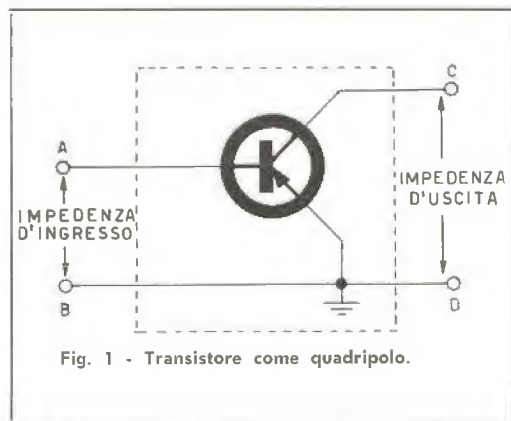 C
A
IMPEDENZA
D'USCITA
IMPEDENZA
D'INGRESSO
B
D
Fig. 1 - Transistore come quadripolo.